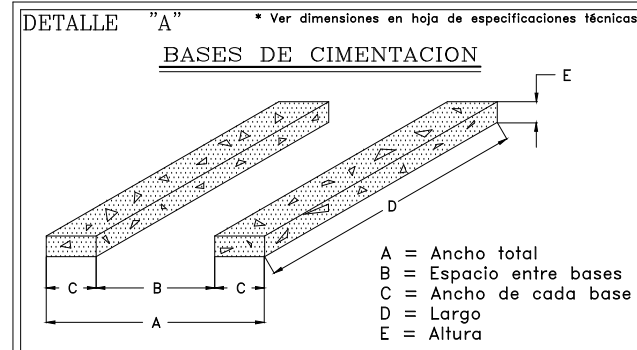 DETALLE "A"
* Ver dimensiones en hoja de especificaciones técnicas
BASES DE CIMENTACION
E
D
C
B
C
A
A = Ancho total
B = Espacio entre bases
C = Ancho de cada base
D = Largo
E = Altura